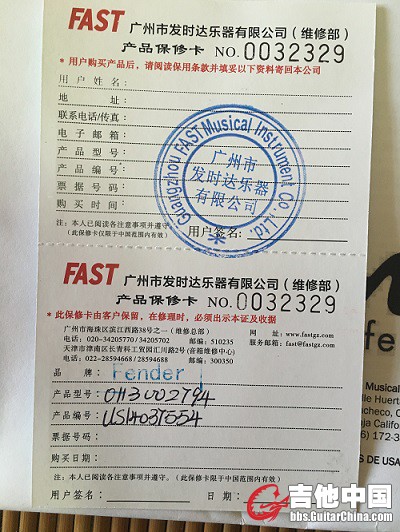 FAST 广州市发时达乐器有限公司（维修部）
产品保修卡 NO.0032329
* 用户购买产品后，请阅读保用条款并填妥以下资料寄回本公司
用户姓名：
地 址：
联系电话/传真：
电子邮箱：
产品型号：
产品编号：
票据号码：
购买时间：
Guangzhou FAST Musical Instrument Co., Ltd.
广州市
发时达乐器
有限公司
注：本人已阅读各注意事项并遵守。
（此保修卡仅限于中国范围内有效）
用户签名：
FAST 广州市发时达乐器有限公司（维修部）
产品保修卡 NO.0032329
* 此保修卡由客户保留，在修理时，必须出示本证及收据
广州市海珠区滨江西路38号之一（维修总部） 网 址：www.fastgz.com
电话：020-34205770/34205702 邮编：510235 服务邮箱：fast@fastgz.com
天津市津南区长青科工贸园汇川路2号（音箱维修中心）
电话：022-28594668/28594688 邮编：300350
品 牌： Fender
产品型号：0113002794
产品编号：US14037554
票据号码：
购买日期：
注：本人已阅读各注意事项并遵守。（此保修卡仅限于中国范围内有效）
用户签名： 日期：
Musical
lle Huerta
acheco, C
aja Califor
(6) 172-3
S DE USA
fe
吉他中国
bbs.GuitarChina.com